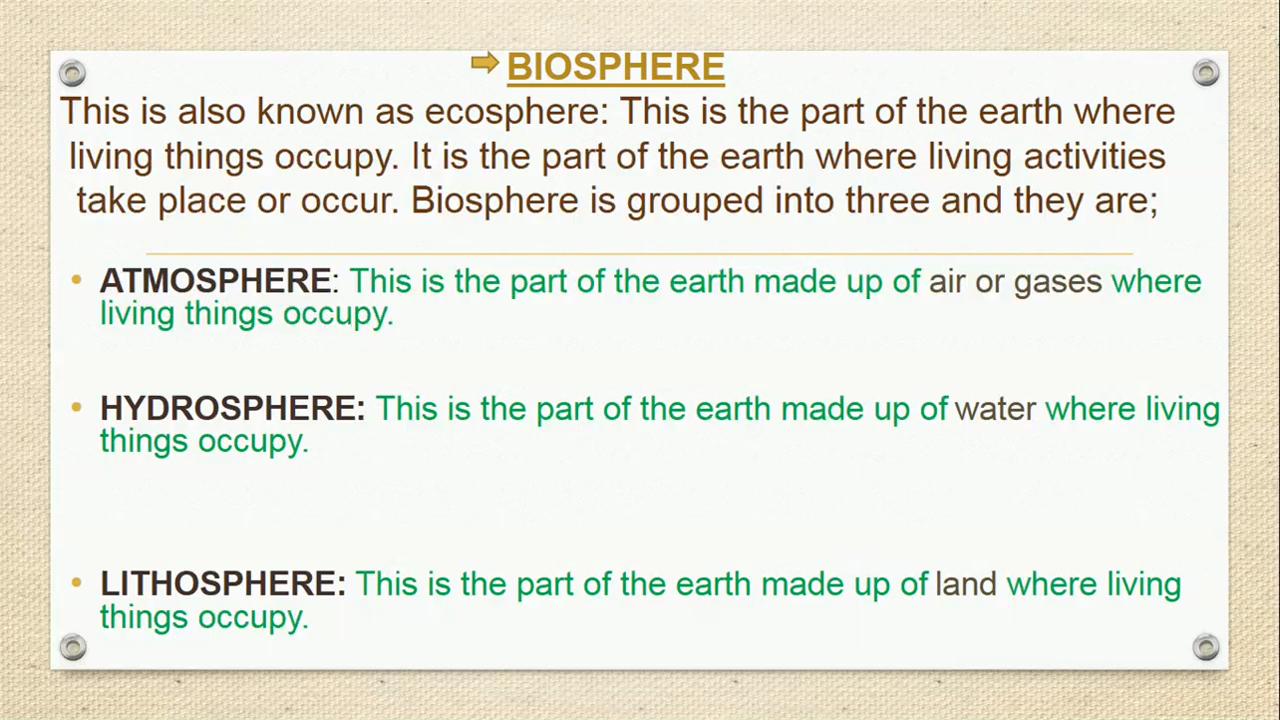 BIOSPHERE
This is also known as ecosphere: This is the part of the earth where
living things occupy. It is the part of the earth where living activities
take place or occur. Biosphere is grouped into three and they are;
• ATMOSPHERE: This is the part of the earth made up of air or gases where
living things occupy.
• HYDROSPHERE: This is the part of the earth made up of water where living
things occupy.
• LITHOSPHERE: This is the part of the earth made up of land where living
things occupy.